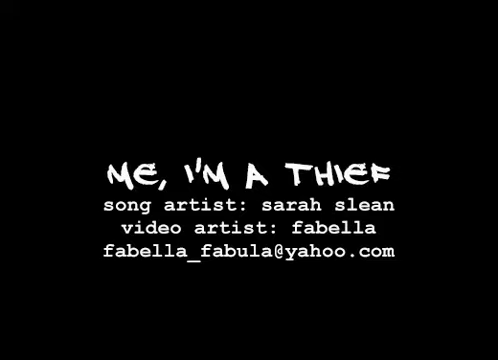 ME, I'M A THIEF
song artist: sarah slean
video artist: fabella
fabella_fabula@yahoo.com